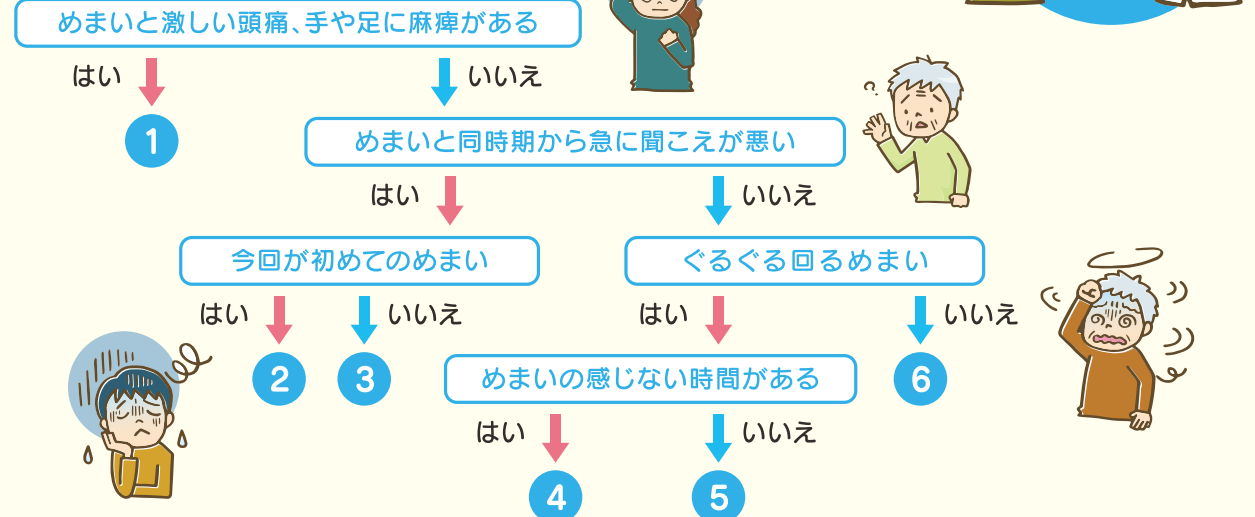 めまいと激しい頭痛、手や足に麻痺がある
はい
いいえ
1
めまいと同時期から急に聞こえが悪い
はい
いいえ
今回が初めてのめまい
ぐるぐる回るめまい
はい
いいえ
はい
いいえ
2
3
めまいの感じない時間がある
6
はい
いいえ
4
5